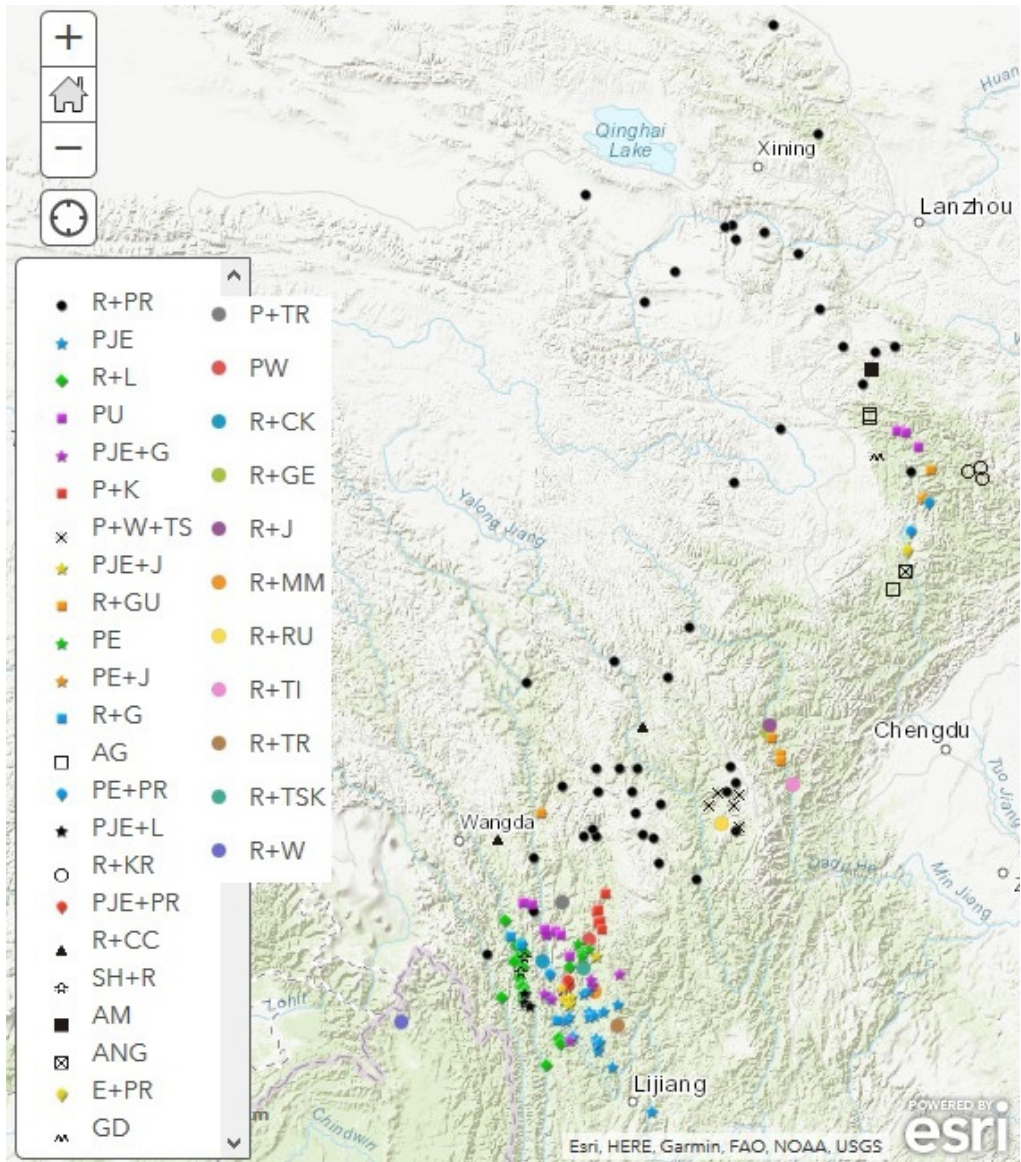 +
−
Qinghai
Lake
Xining
Lanzhou
Huan
Yalong Jiang
Chengdu
Tuo Jiang
Wangda
Dadu He
Min Jiang
Z
Lohit
Lijiang
Chindwin
m
R+PR
PJE
R+L
PU
PJE+G
P+K
P+W+TS
PJE+J
R+GU
PE
PE+J
R+G
AG
PE+PR
PJE+L
R+KR
PJE+PR
R+CC
SH+R
AM
ANG
E+PR
GD
P+TR
PW
R+CK
R+GE
R+J
R+MM
R+RU
R+TI
R+TR
R+TSK
R+W
POWERED BY
esri
Esri, HERE, Garmin, FAO, NOAA, USGS